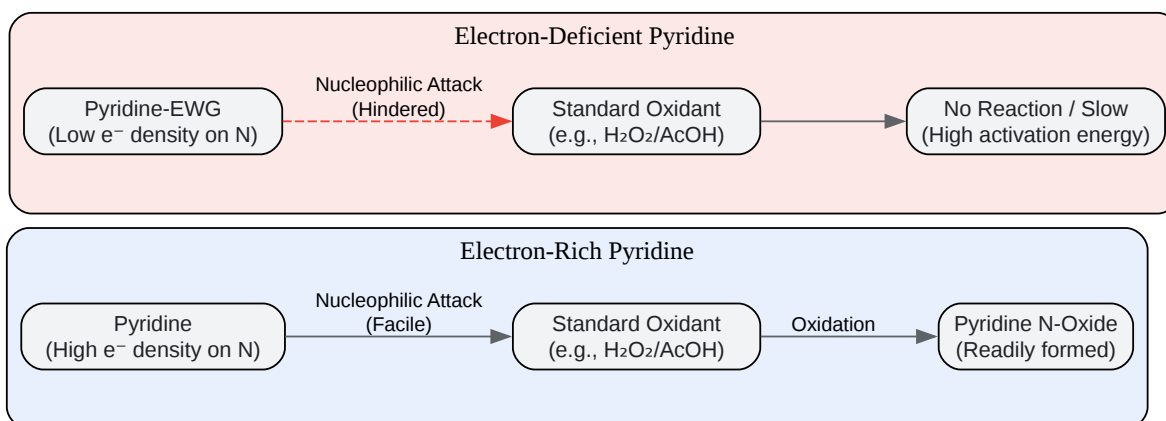 Electron-Deficient Pyridine
Pyridine-EWG
(Low e⁻ density on N)
Nucleophilic Attack
(Hindered)
Standard Oxidant
(e.g., H₂O₂/AcOH)
No Reaction / Slow
(High activation energy)
Electron-Rich Pyridine
Pyridine
(High e⁻ density on N)
Nucleophilic Attack
(Facile)
Standard Oxidant
(e.g., H₂O₂/AcOH)
Oxidation
Pyridine N-Oxide
(Readily formed)